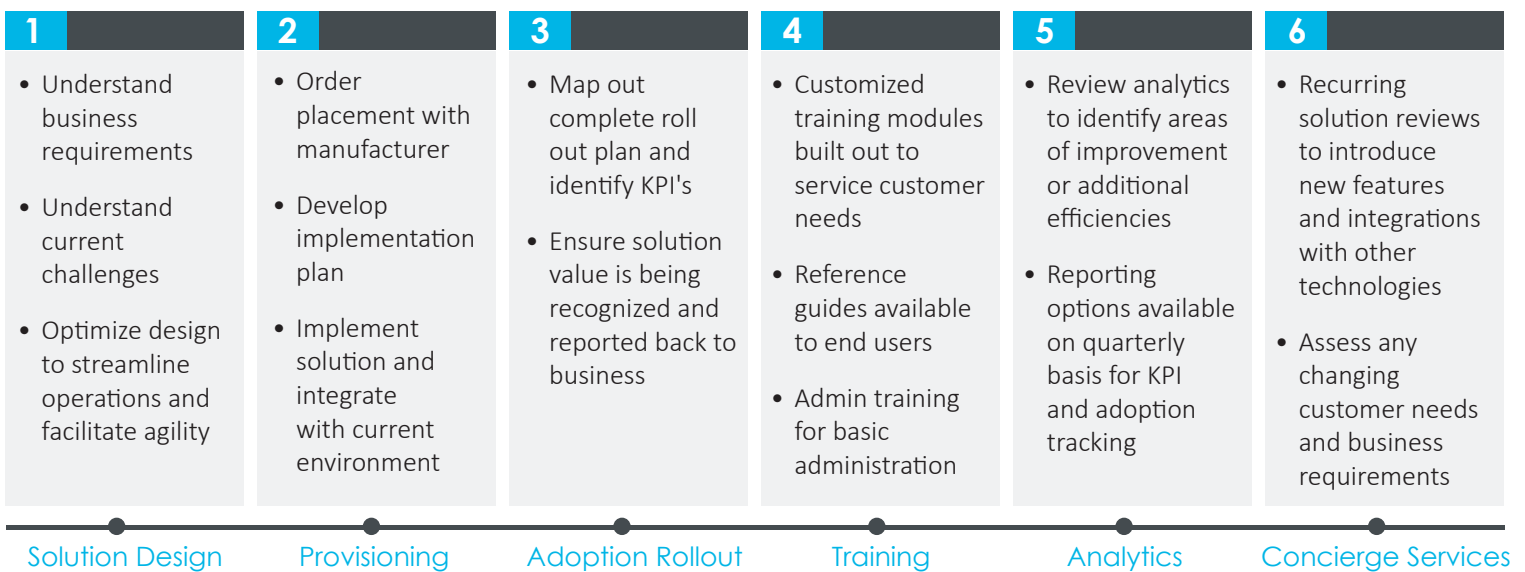 1
• Understand
business
requirements
• Understand
current
challenges
• Optimize design
to streamline
operations and
facilitate agility
Solution Design
2
• Order
placement with
manufacturer
• Develop
implementation
plan
• Implement
solution and
integrate
with current
environment
Provisioning
3
• Map out
complete roll
out plan and
identify KPI's
• Ensure solution
value is being
recognized and
reported back to
business
Adoption Rollout
4
• Customized
training modules
built out to
service customer
needs
• Reference
guides available
to end users
• Admin training
for basic
administration
Training
5
• Review analytics
to identify areas
of improvement
or additional
efficiencies
• Reporting
options available
on quarterly
basis for KPI
and adoption
tracking
Analytics
6
• Recurring
solution reviews
to introduce
new features
and integrations
with other
technologies
• Assess any
changing
customer needs
and business
requirements
Concierge Services